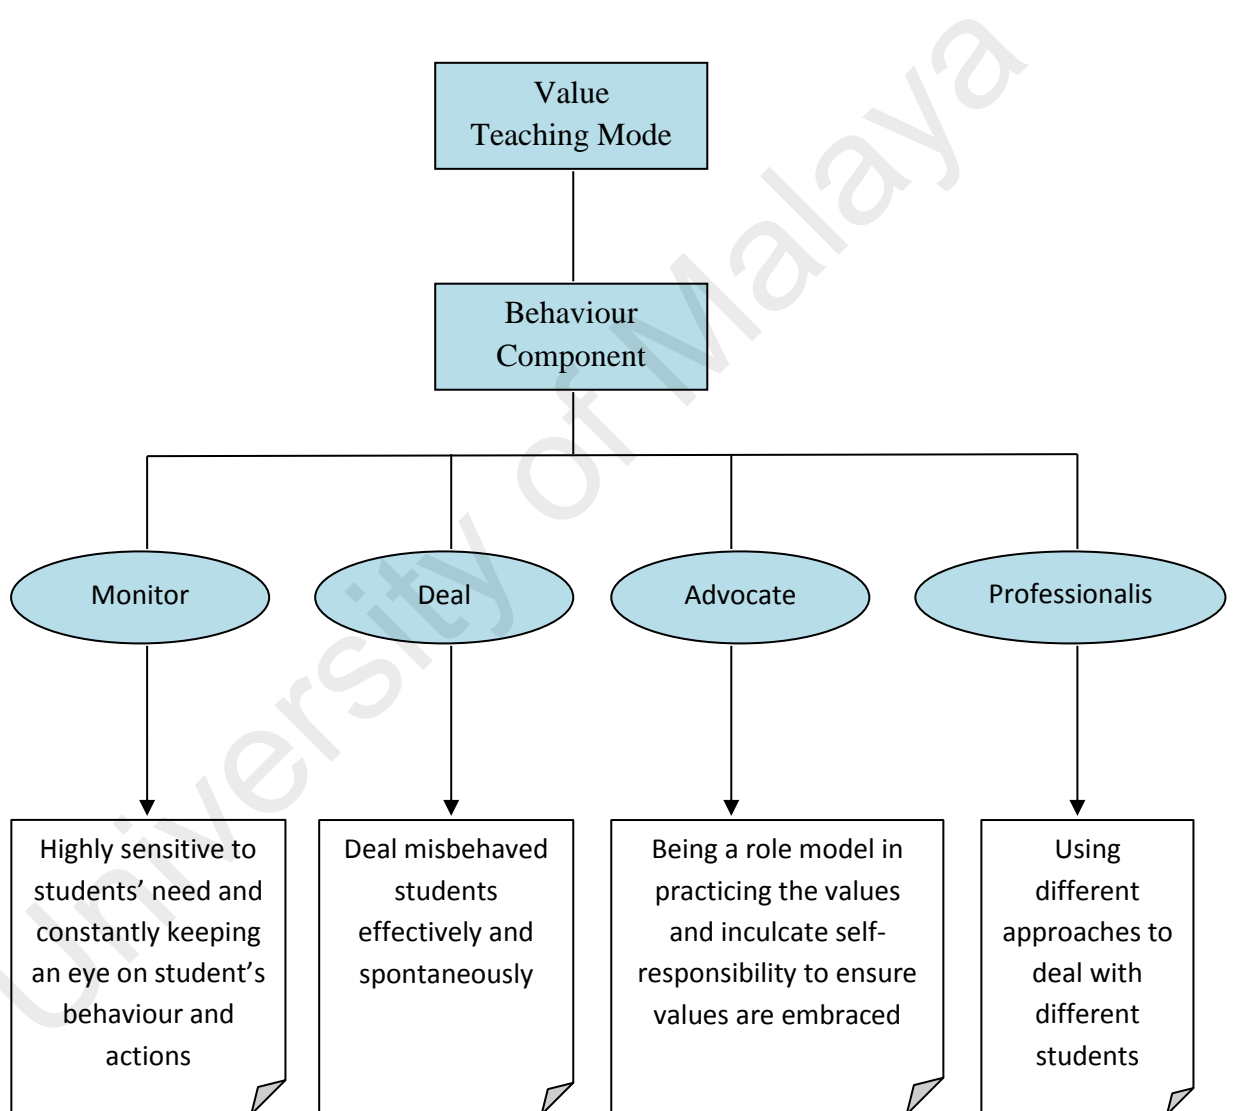 Value
Teaching Mode
Behaviour
Component
Monitor
Deal
Advocate
Professionalis
Highly sensitive to
students’ need and
constantly keeping
an eye on student’s
behaviour and
actions
Deal misbehaved
students
effectively and
spontaneously
Being a role model in
practicing the values
and inculcate self-
responsibility to ensure
values are embraced
Using
different
approaches to
deal with
different
students
University of Malaya